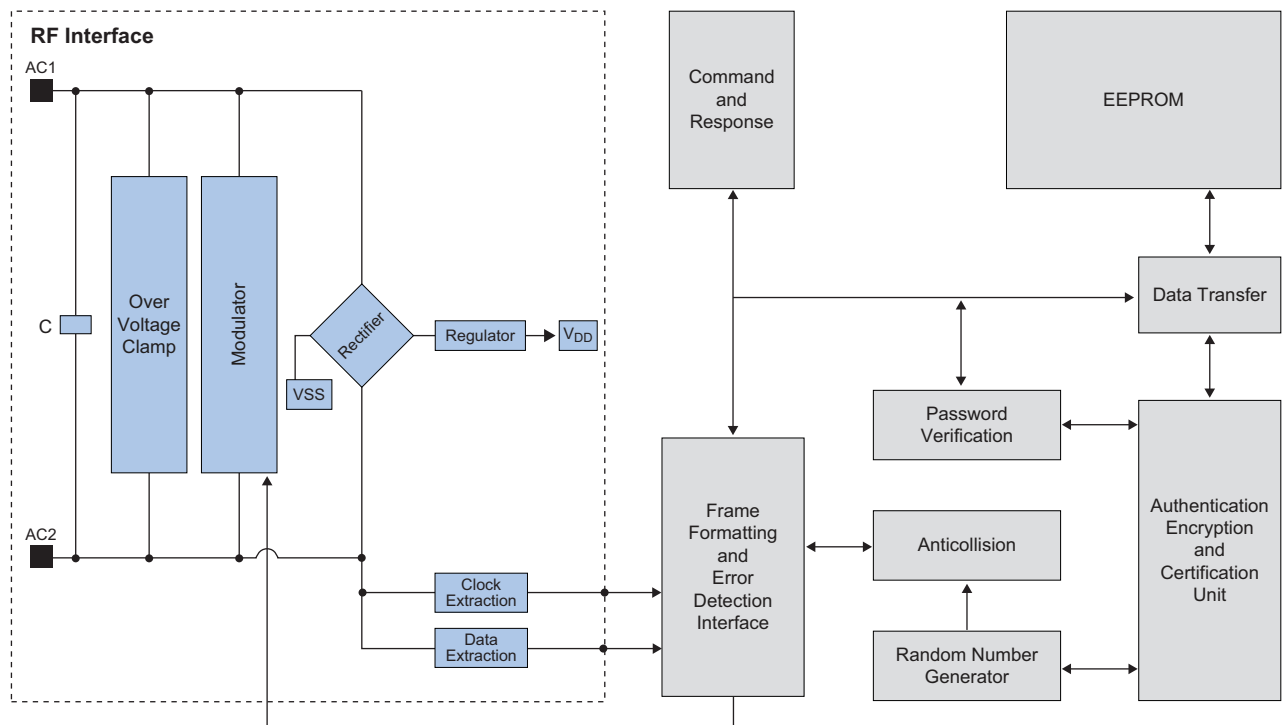 RF Interface
AC1
C
Over
Voltage
Clamp
Modulator
Rectifier
VSS
Regulator
VDD
AC2
Clock
Extraction
Data
Extraction
Command
and
Response
EEPROM
Data Transfer
Password
Verification
Frame
Formatting
and
Error
Detection
Interface
Anticollision
Authentication
Encryption
and
Certification
Unit
Random Number
Generator